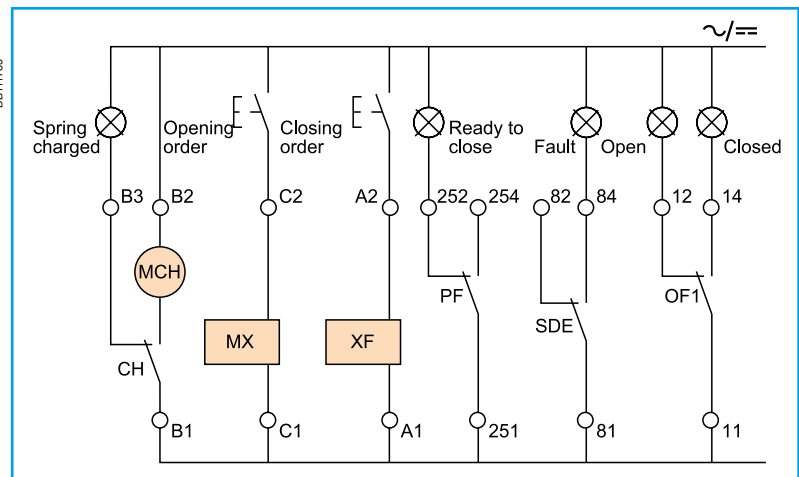 ~/==
Spring charged
Opening order
Closing order
Ready to close
Fault
Open
Closed
B3
B2
C2
A2
252
254
82
84
12
14
MCH
PF
SDE
OF1
MX
XF
CH
B1
C1
A1
251
81
11